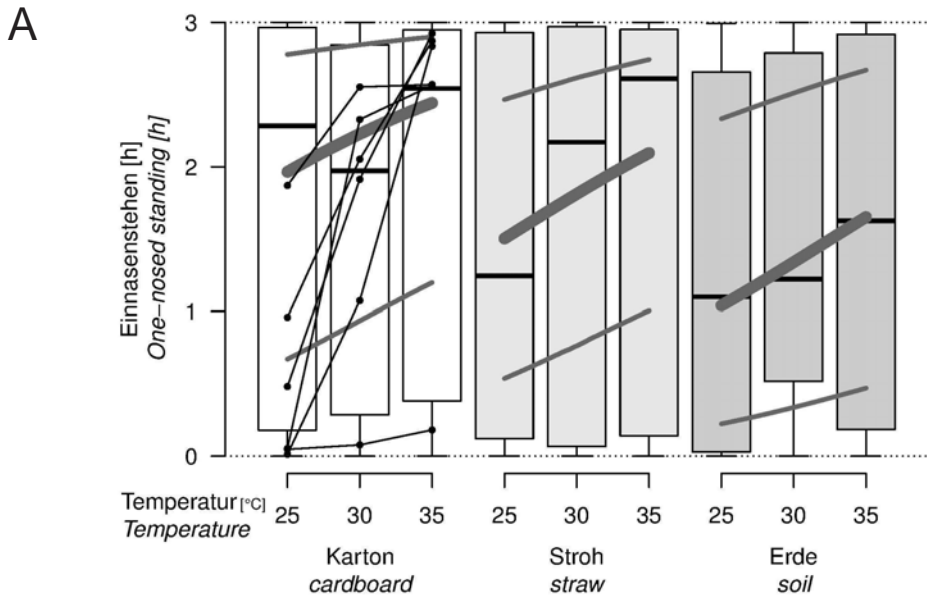 A
Einnasenstehen [h]
One-nosed standing [h]
3
2
1
0
Temperatur [°C]
Temperature
25 30 35 25 30 35 25 30 35
Karton Stroh Erde
cardboard straw soil